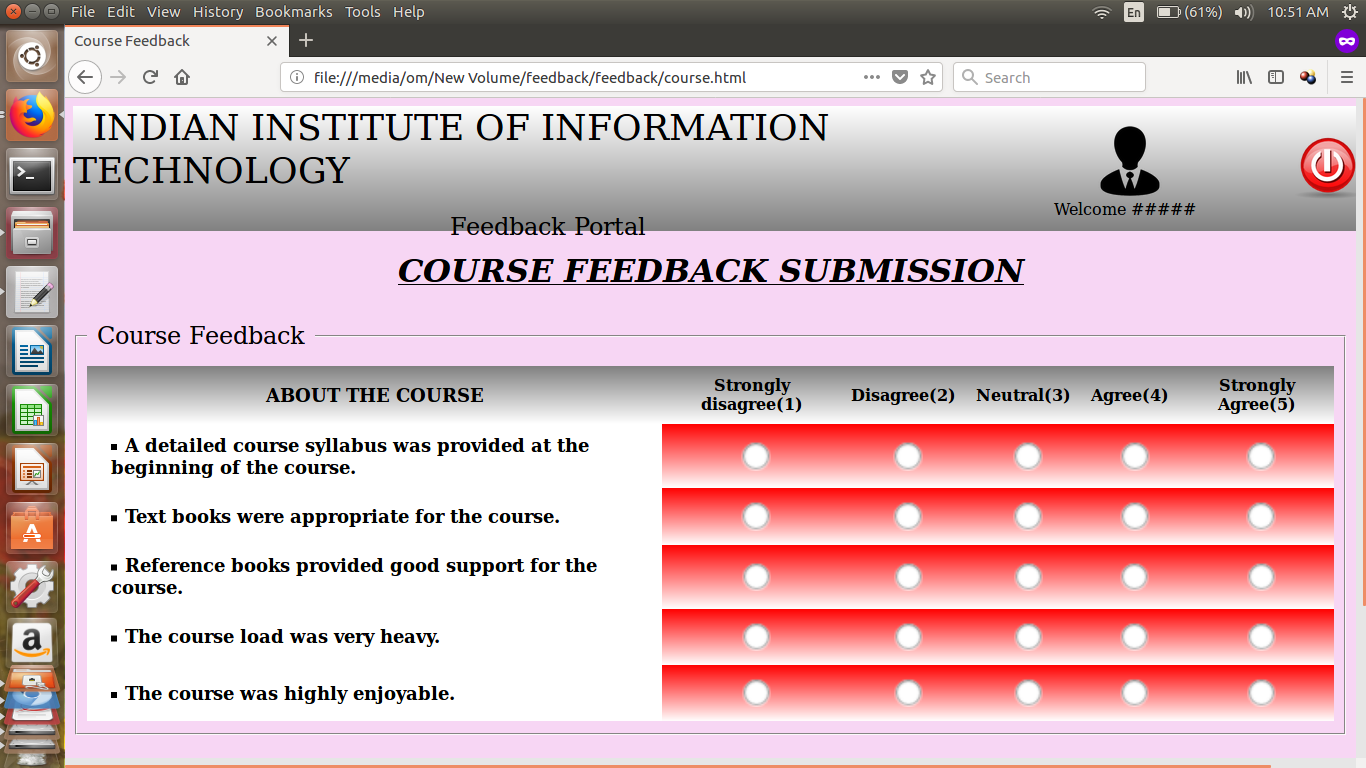 File Edit View History Bookmarks Tools Help
En (61%) 10:51 AM
Course Feedback
file:///media/om/New Volume/feedback/feedback/course.html
Search
INDIAN INSTITUTE OF INFORMATION
TECHNOLOGY
Welcome #####
Feedback Portal
COURSE FEEDBACK SUBMISSION
Course Feedback
ABOUT THE COURSE
Strongly
disagree(1)
Disagree(2)
Neutral(3)
Agree(4)
Strongly
Agree(5)
A detailed course syllabus was provided at the
beginning of the course.
Text books were appropriate for the course.
Reference books provided good support for the
course.
The course load was very heavy.
The course was highly enjoyable.